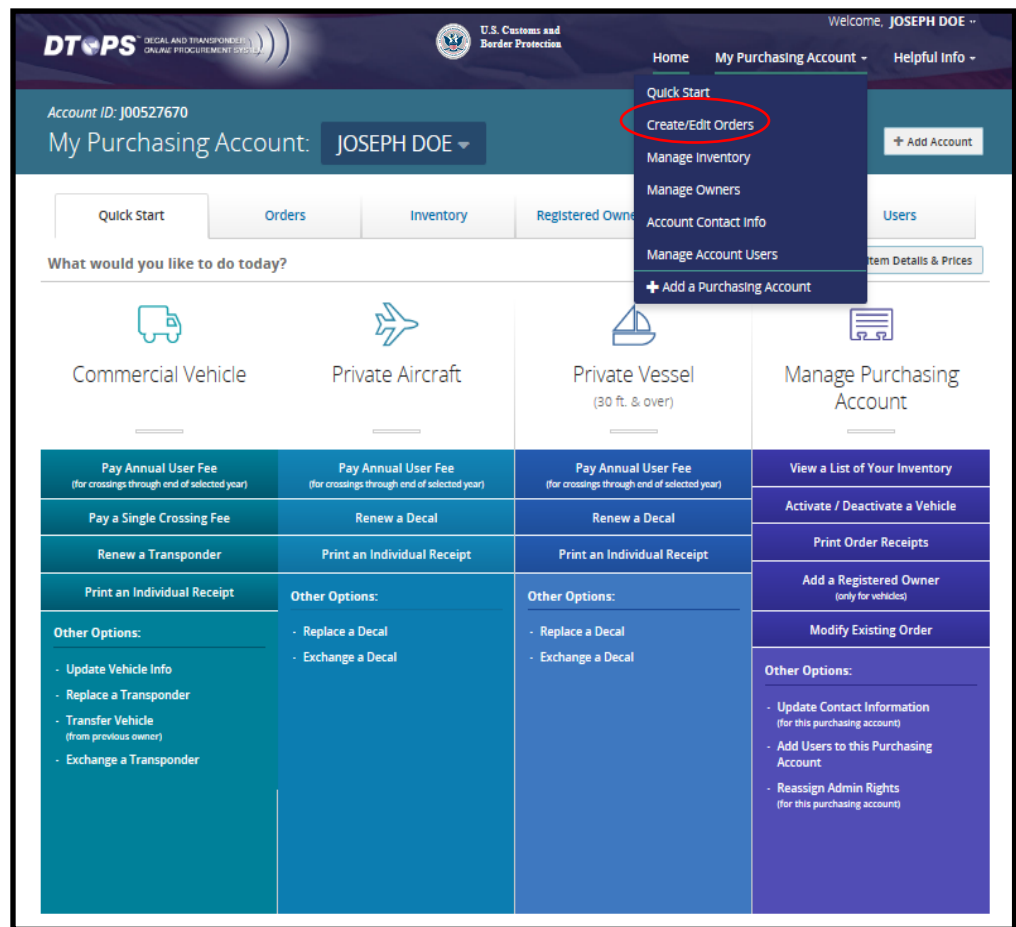 Welcome, JOSEPH DOE
DTOPS DECAL AND TRANSPONDER
ONLINE PROCUREMENT SYSTEM
U.S. Customs and
Border Protection
Home My Purchasing Account Helpful Info
Quick Start
Create/Edit Orders
Manage Inventory
Manage Owners
Account Contact Info
Manage Account Users
+ Add a Purchasing Account
Account ID: J00527670
My Purchasing Account: JOSEPH DOE
+ Add Account
Quick Start Orders Inventory Registered Owne Users
What would you like to do today?
Item Details & Prices
Commercial Vehicle
Private Aircraft
Private Vessel
(30 ft. & over)
Manage Purchasing
Account
Pay Annual User Fee
(for crossings through end of selected year)
Pay a Single Crossing Fee
Renew a Transponder
Print an Individual Receipt
Other Options:
- Update Vehicle Info
- Replace a Transponder
- Transfer Vehicle
(from previous owner)
- Exchange a Transponder
Pay Annual User Fee
(for crossings through end of selected year)
Renew a Decal
Print an Individual Receipt
Other Options:
- Replace a Decal
- Exchange a Decal
Pay Annual User Fee
(for crossings through end of selected year)
Renew a Decal
Print an Individual Receipt
Other Options:
- Replace a Decal
- Exchange a Decal
View a List of Your Inventory
Activate / Deactivate a Vehicle
Print Order Receipts
Add a Registered Owner
(only for vehicles)
Modify Existing Order
Other Options:
- Update Contact Information
(for this purchasing account)
- Add Users to this Purchasing
Account
- Reassign Admin Rights
(for this purchasing account)